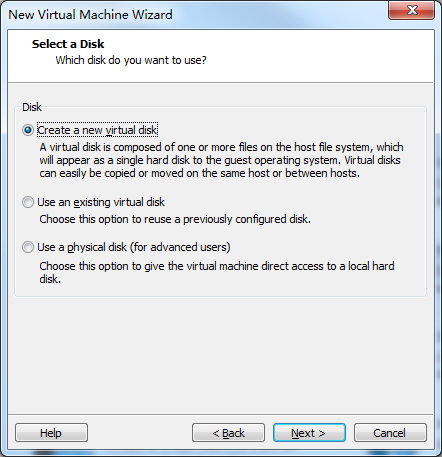 New Virtual Machine Wizard
Select a Disk
Which disk do you want to use?
Disk
Create a new virtual disk
A virtual disk is composed of one or more files on the host file system, which
will appear as a single hard disk to the guest operating system. Virtual disks
can easily be copied or moved on the same host or between hosts.
Use an existing virtual disk
Choose this option to reuse a previously configured disk.
Use a physical disk (for advanced users)
Choose this option to give the virtual machine direct access to a local hard
disk.
Help
< Back
Next >
Cancel